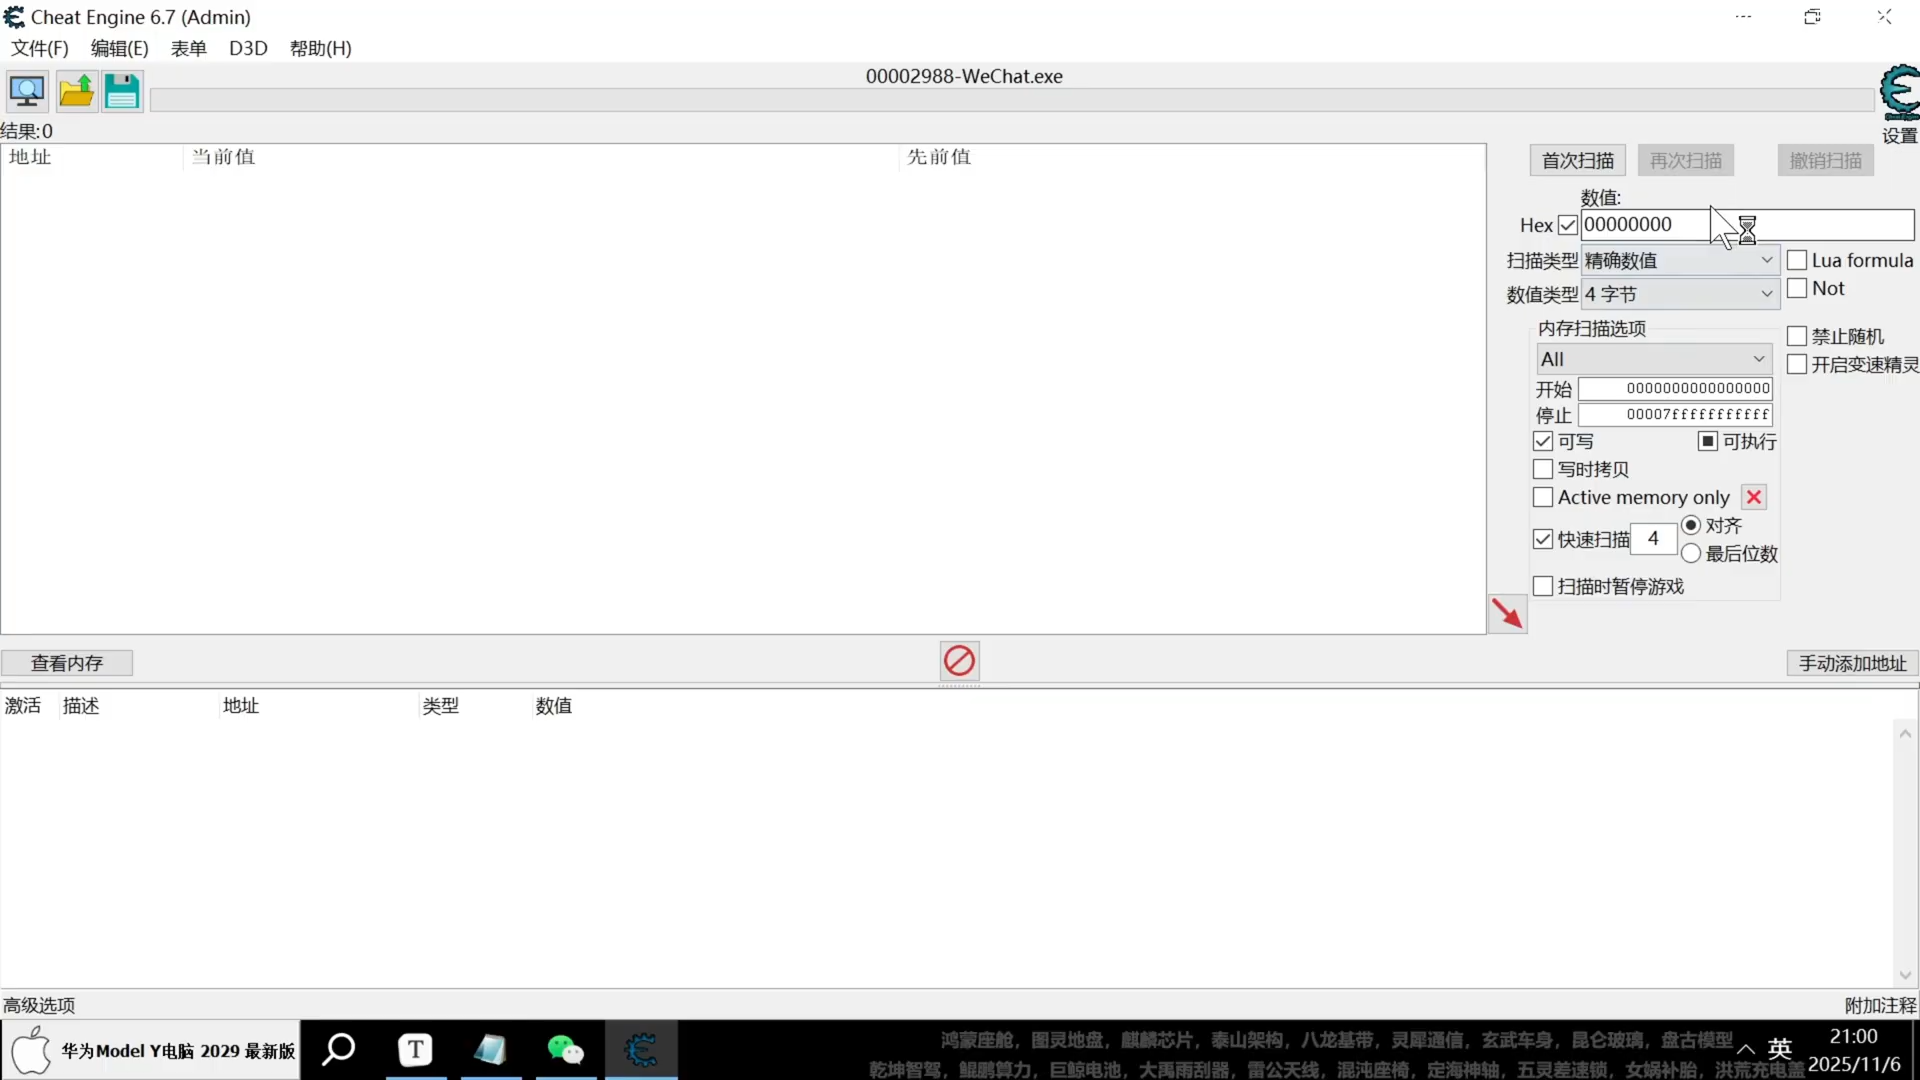 Cheat Engine 6.7 (Admin)
文件(F) 编辑(E) 表单 D3D 帮助(H)
00002988-WeChat.exe
结果:0
设置
地址 当前值 先前值
首次扫描 再次扫描 撤销扫描
数值:
Hex 00000000
扫描类型 精确数值 Lua formula
数值类型 4 字节 Not
内存扫描选项
禁止随机
All
开启变速精灵
开始 0000000000000000
停止 00007fffffffffff
可写 可执行
写时拷贝
Active memory only
快速扫描 4 对齐
最后位数
扫描时暂停游戏
查看内存 手动添加地址
激活 描述 地址 类型 数值
高级选项 附加注释
华为Model Y电脑 2029 最新版
T
鸿蒙座舱，图灵地盘，麒麟芯片，泰山架构，八龙基带，灵犀通信，玄武车身，昆仑玻璃，盘古模型
乾坤智驾，鲲鹏算力，巨鲸电池，大禹雨刮器，雷公天线，混沌座椅，定海神轴，五灵差速锁，女娲补胎，洪荒充电盖
英
21:00
2025/11/6